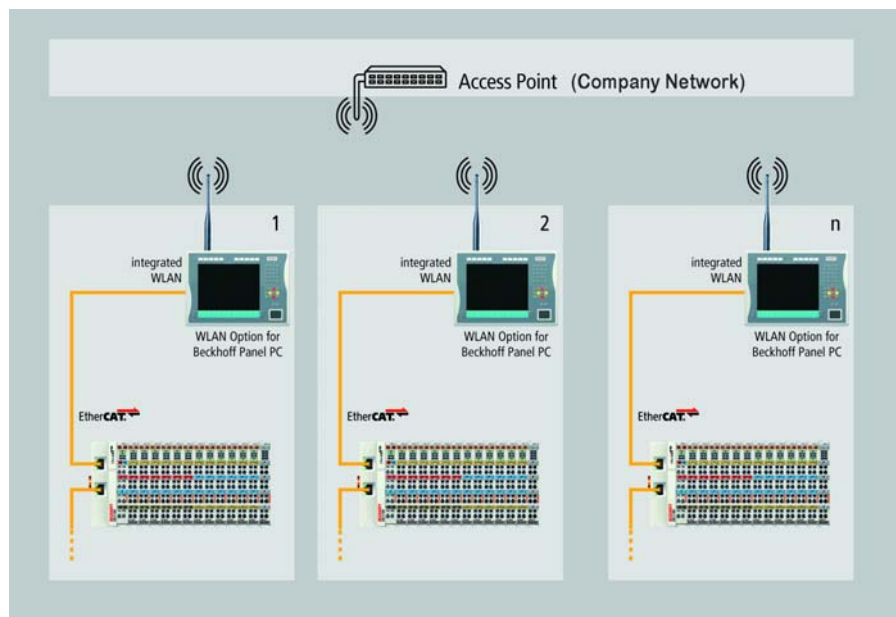 Access Point (Company Network)
1
integrated
WLAN
WLAN Option for
Beckhoff Panel PC
EtherCAT.
2
integrated
WLAN
WLAN Option for
Beckhoff Panel PC
EtherCAT.
n
integrated
WLAN
WLAN Option for
Beckhoff Panel PC
EtherCAT.